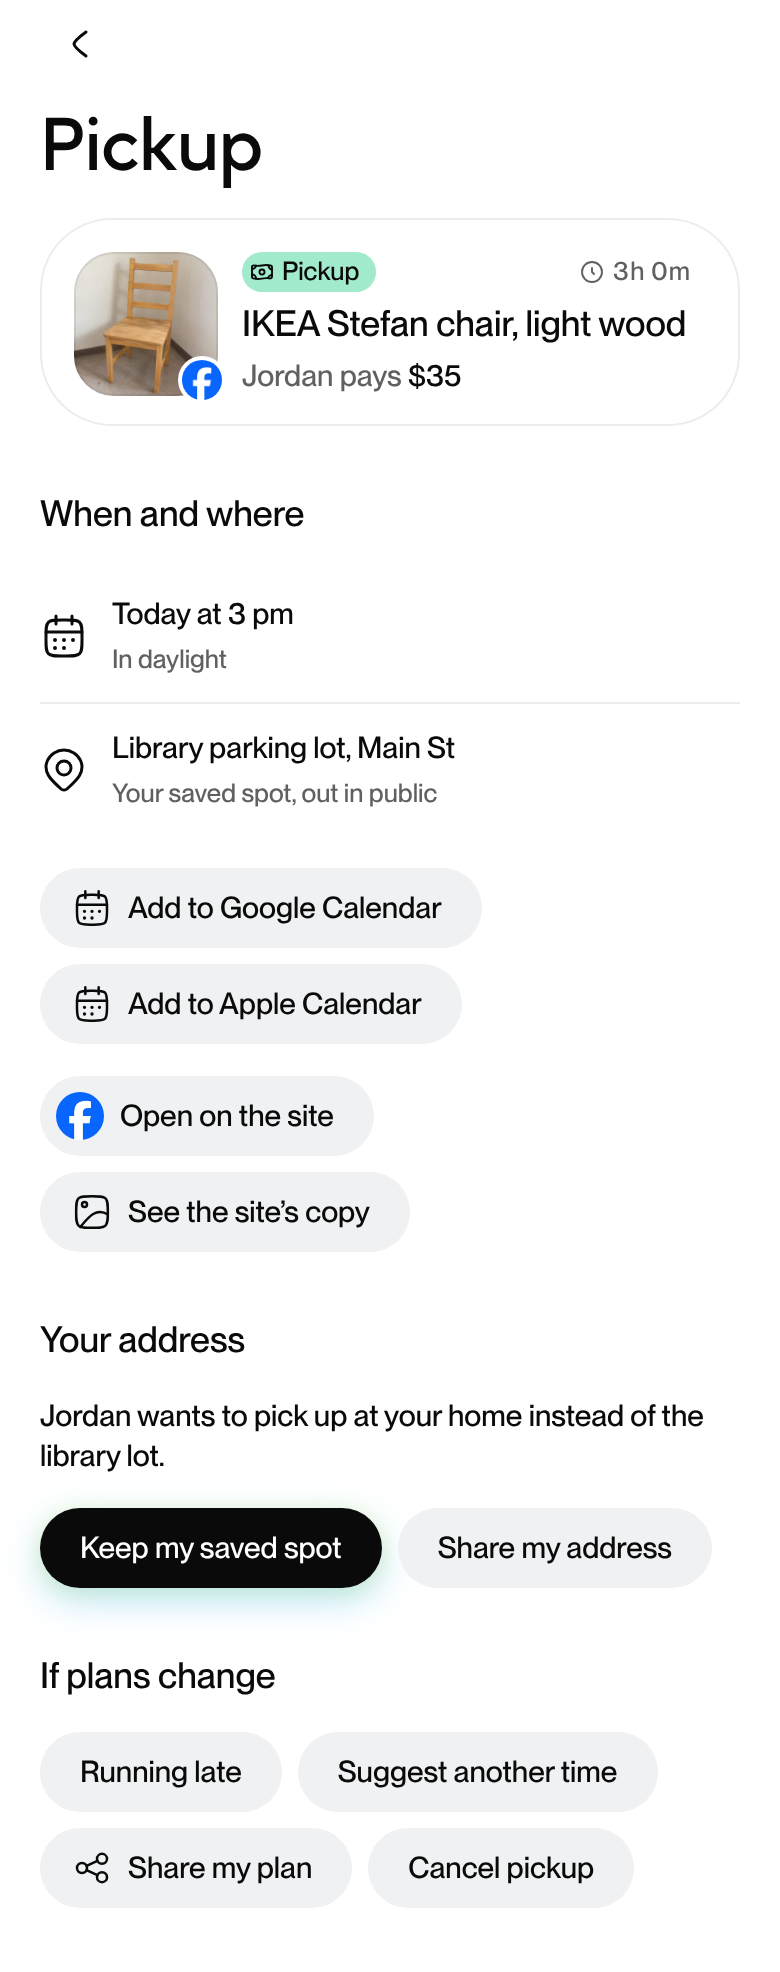 Pickup
Pickup
3h 0m
IKEA Stefan chair, light wood
Jordan pays $35
When and where
Today at 3 pm
In daylight
Library parking lot, Main St
Your saved spot, out in public
Add to Google Calendar
Add to Apple Calendar
Open on the site
See the site’s copy
Your address
Jordan wants to pick up at your home instead of the
library lot.
Keep my saved spot
Share my address
If plans change
Running late
Suggest another time
Share my plan
Cancel pickup